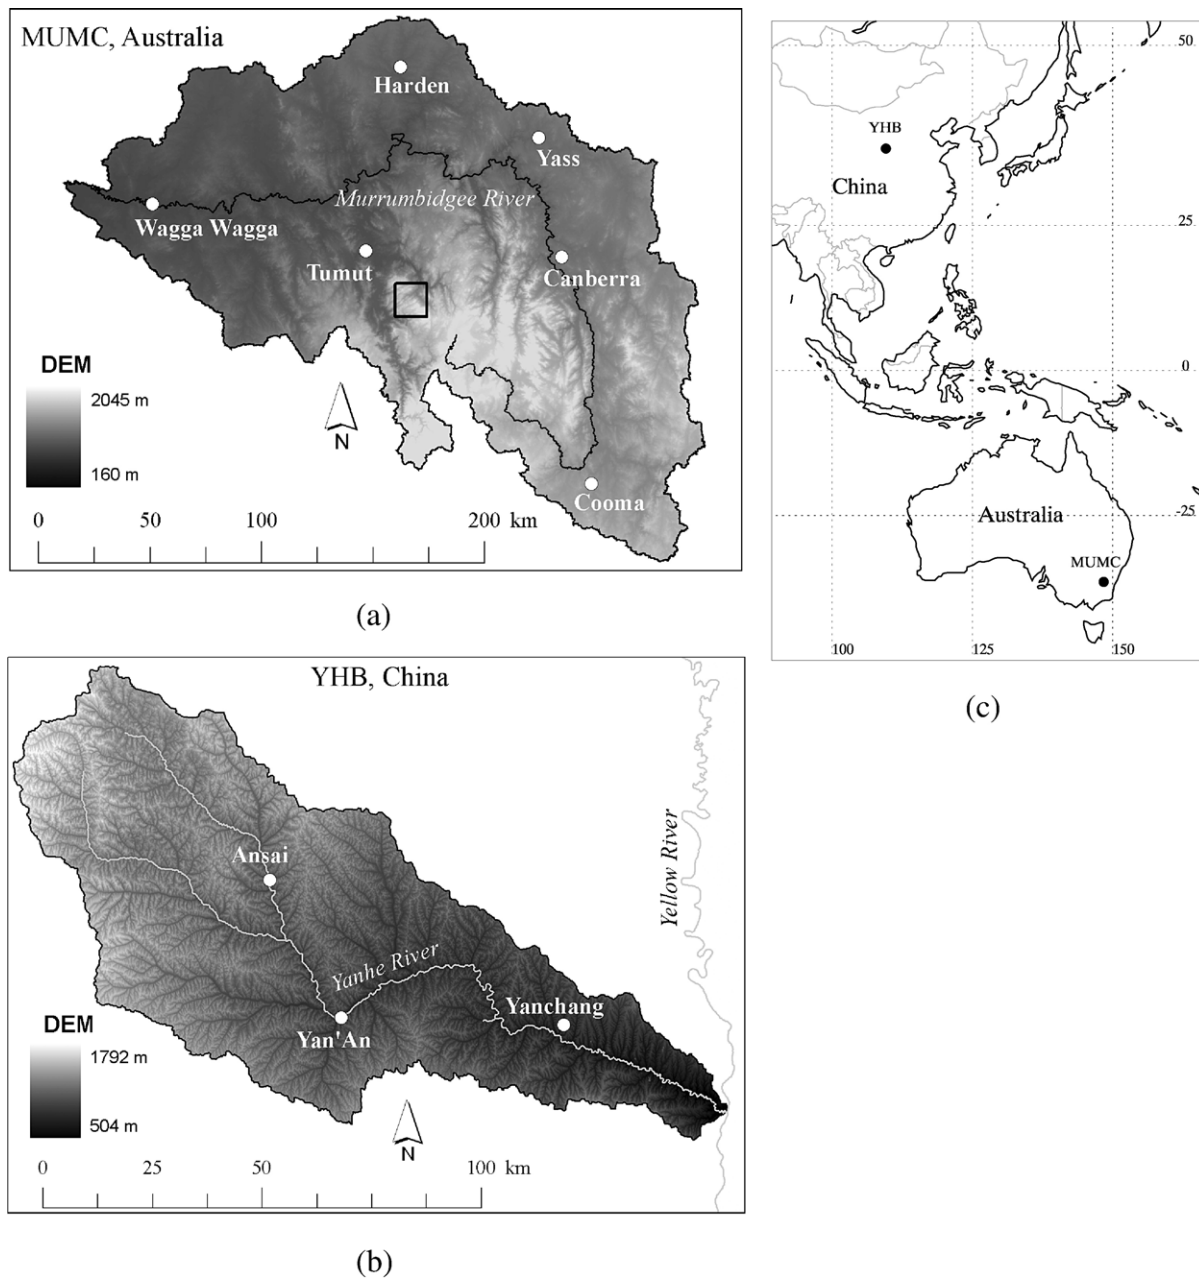 MUMC, Australia
Harden
Yass
Murrumbidgee River
Wagga Wagga
Tumut
Canberra
DEM
2045 m
160 m
N
Cooma
0 50 100 200 km
(a)
YHB, China
Yellow River
Ansai
Yanhe River
Yanchang
Yan'An
DEM
1792 m
504 m
N
0 25 50 100 km
(b)
50
YHB
China
25
0
Australia
-25
MUMC
100 125 150
(c)